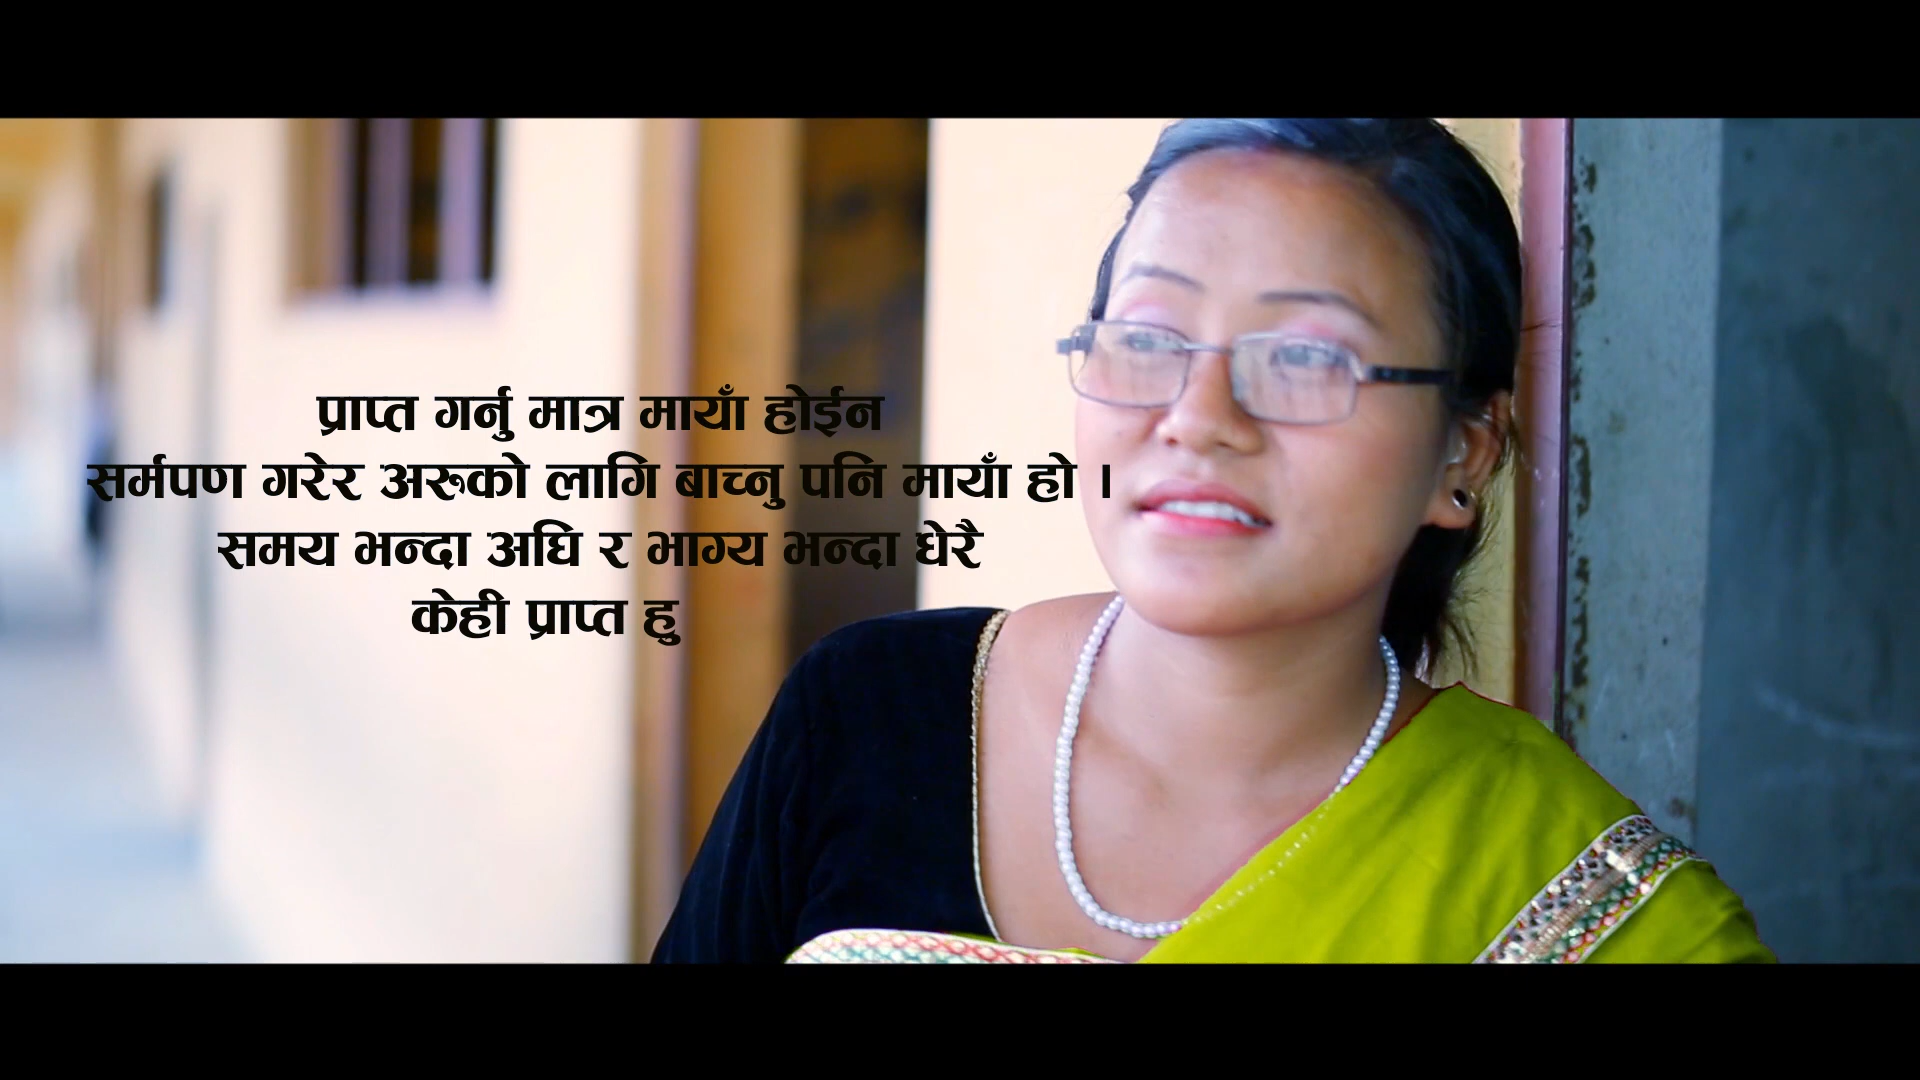 प्राप्त गर्नु मात्र मायाँ होईन
सर्मपण गरेर अरुको लागि बाच्नु पनि मायाँ हो ।
समय भन्दा अघि र भाग्य भन्दा धेरै
केही प्राप्त हु